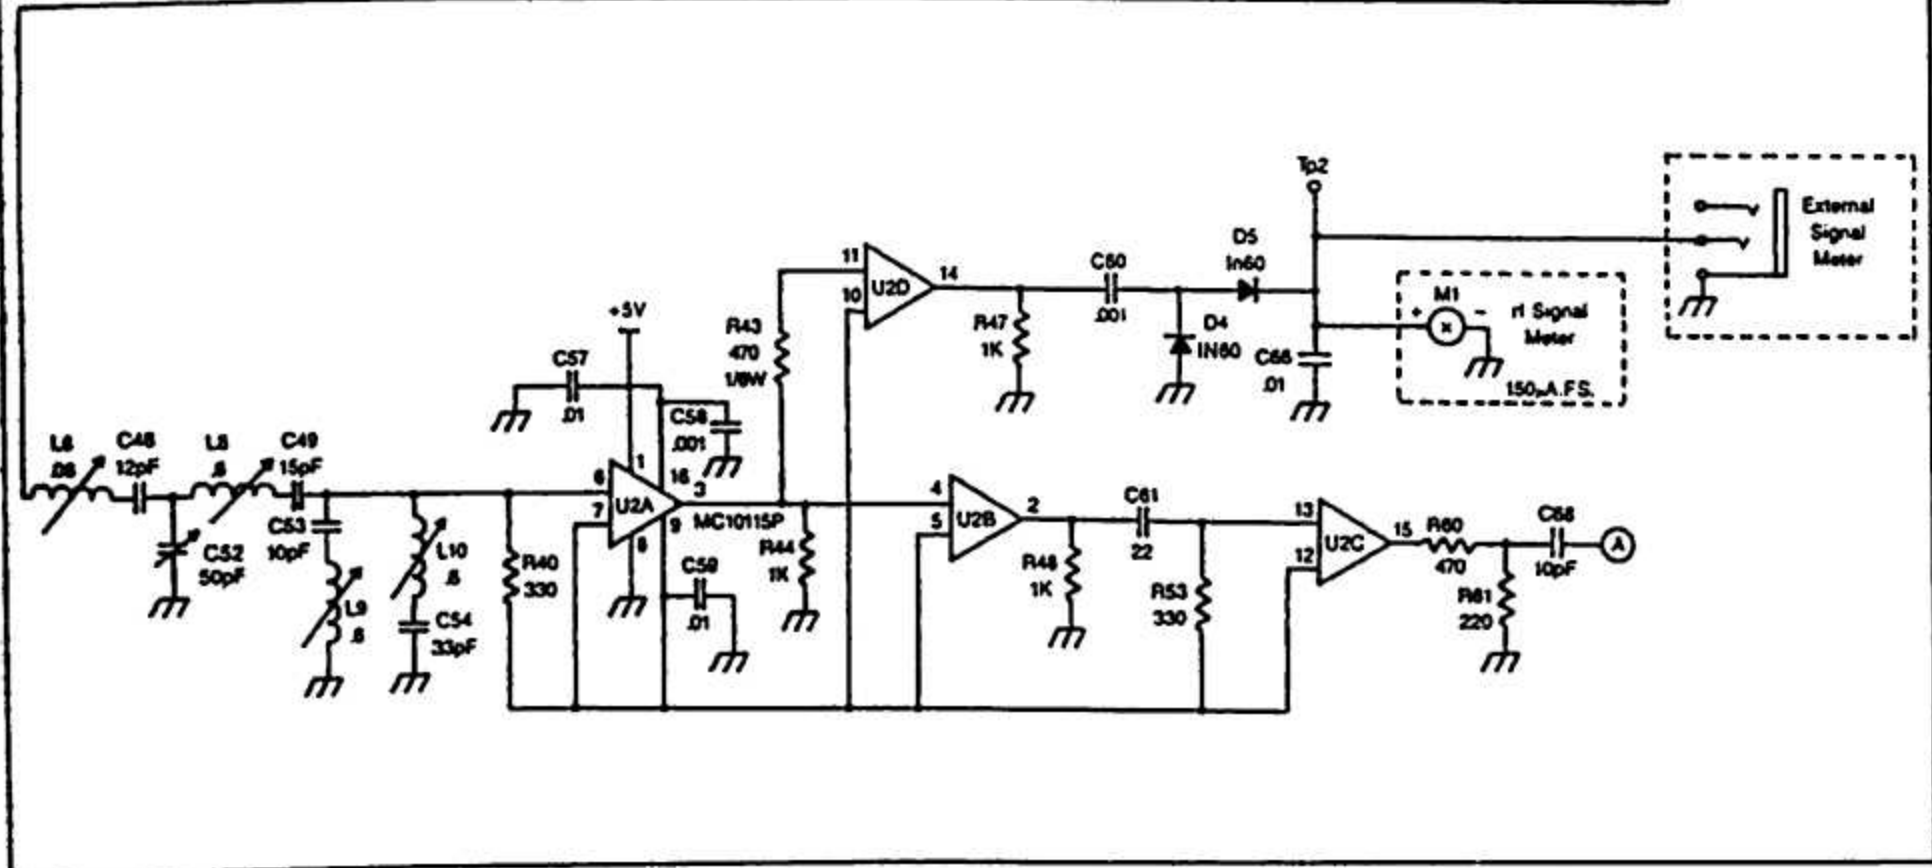 Tp2
External
Signal
Meter
D5
In60
C60
.001
11
10
U2D
14
R47
1K
D4
IN60
C66
.01
M1
+
-
rf Signal
Meter
150µA.F.S.
+5V
R43
470
1/8W
C57
.01
C58
.001
L6
.08
C48
12pF
L8
.6
C49
15pF
C52
50pF
C53
10pF
L9
.6
L10
.6
C54
33pF
R40
330
6
7
1
16
U2A
3
9
8
MC10115P
C59
.01
R44
1K
4
5
U2B
2
R48
1K
C61
22
R53
330
13
12
U2C
15
R60
470
R61
220
C68
10pF
A